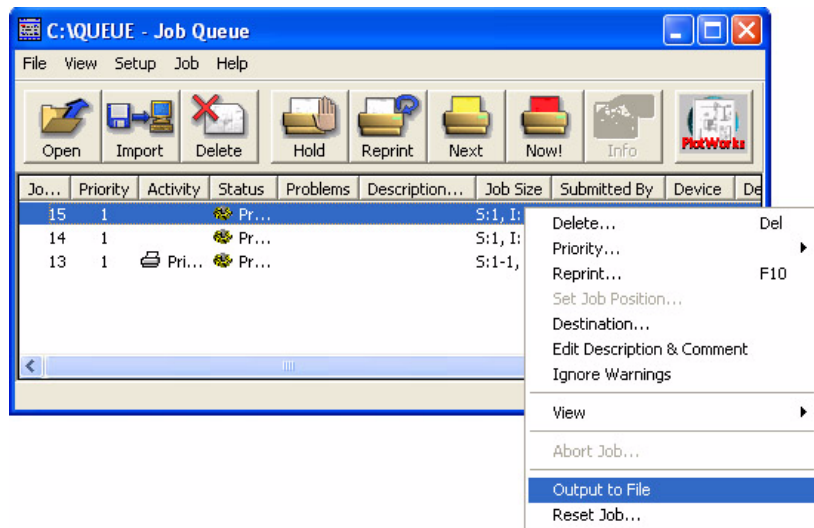 C:\QUEUE - Job Queue
File View Setup Job Help
Open Import Delete Hold Reprint Next Now! Info PlotWorks
Jo... Priority Activity Status Problems Description... Job Size Submitted By Device De
15 1 Pr... S:1, I:
14 1 Pr... S:1, I:
13 1 Pri... Pr... S:1-1,
Delete... Del
Priority...
Reprint... F10
Set Job Position...
Destination...
Edit Description & Comment
Ignore Warnings
View
Abort Job...
Output to File
Reset Job...